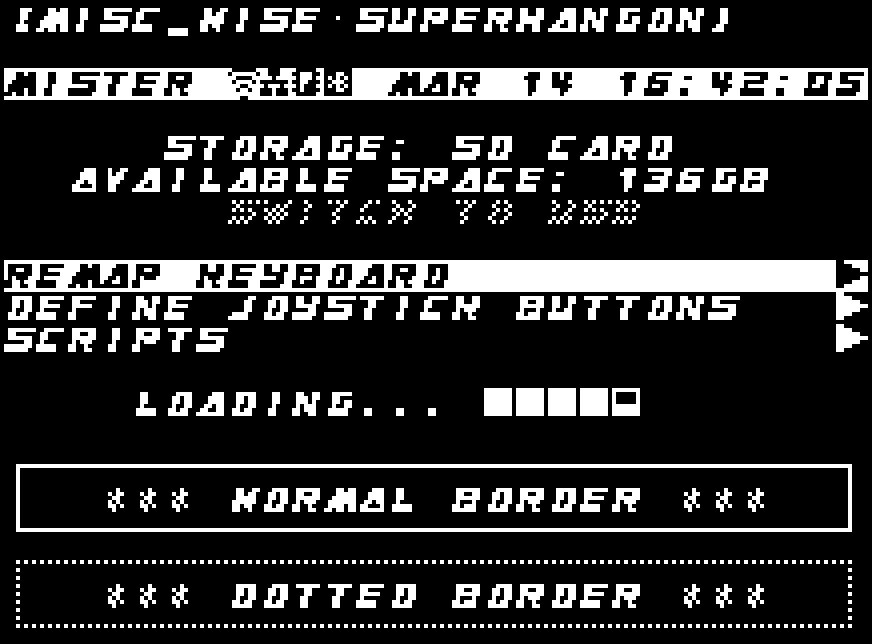 [MISC_KISE·SUPERHANGON]
MISTER MAR 14 16:42:05
STORAGE: SD CARD
AVAILABLE SPACE: 136GB
SWITCH TO USB
REMAP KEYBOARD
DEFINE JOYSTICK BUTTONS
SCRIPTS
LOADING...
*** NORMAL BORDER ***
*** DOTTED BORDER ***